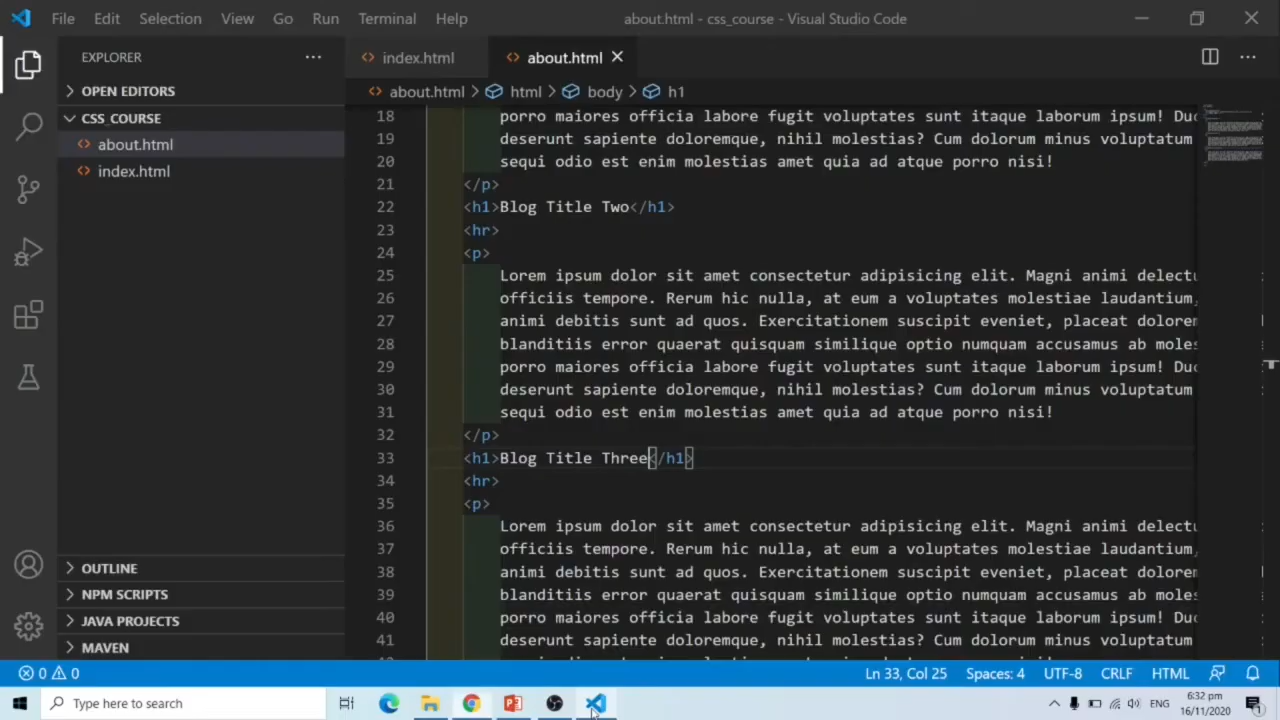 File Edit Selection View Go Run Terminal Help about.html - css_course - Visual Studio Code
EXPLORER
index.html about.html
OPEN EDITORS
about.html > html > body > h1
CSS_COURSE
about.html
index.html
18 porro maiores officia labore fugit voluptates sunt itaque laborum ipsum! Duc
19 deserunt sapiente doloremque, nihil molestias? Cum dolorum minus voluptatum
20 sequi odio est enim molestias amet quia ad atque porro nisi!
21 </p>
22 <h1>Blog Title Two</h1>
23 <hr>
24 <p>
25 Lorem ipsum dolor sit amet consectetur adipisicing elit. Magni animi delectu
26 officiis tempore. Rerum hic nulla, at eum a voluptates molestiae laudantium,
27 animi debitis sunt ad quos. Exercitationem suscipit eveniet, placeat dolorem
28 blanditiis error quaerat quisquam similique optio numquam accusamus ab moles
29 porro maiores officia labore fugit voluptates sunt itaque laborum ipsum! Duc
30 deserunt sapiente doloremque, nihil molestias? Cum dolorum minus voluptatum
31 sequi odio est enim molestias amet quia ad atque porro nisi!
32 </p>
33 <h1>Blog Title Three</h1>
34 <hr>
35 <p>
36 Lorem ipsum dolor sit amet consectetur adipisicing elit. Magni animi delectu
37 officiis tempore. Rerum hic nulla, at eum a voluptates molestiae laudantium,
38 animi debitis sunt ad quos. Exercitationem suscipit eveniet, placeat dolorem
39 blanditiis error quaerat quisquam similique optio numquam accusamus ab moles
40 porro maiores officia labore fugit voluptates sunt itaque laborum ipsum! Duc
41 deserunt sapiente doloremque, nihil molestias? Cum dolorum minus voluptatum
OUTLINE
NPM SCRIPTS
JAVA PROJECTS
MAVEN
0 0 Ln 33, Col 25 Spaces: 4 UTF-8 CRLF HTML
Type here to search
ENG
6:32 pm
16/11/2020
1